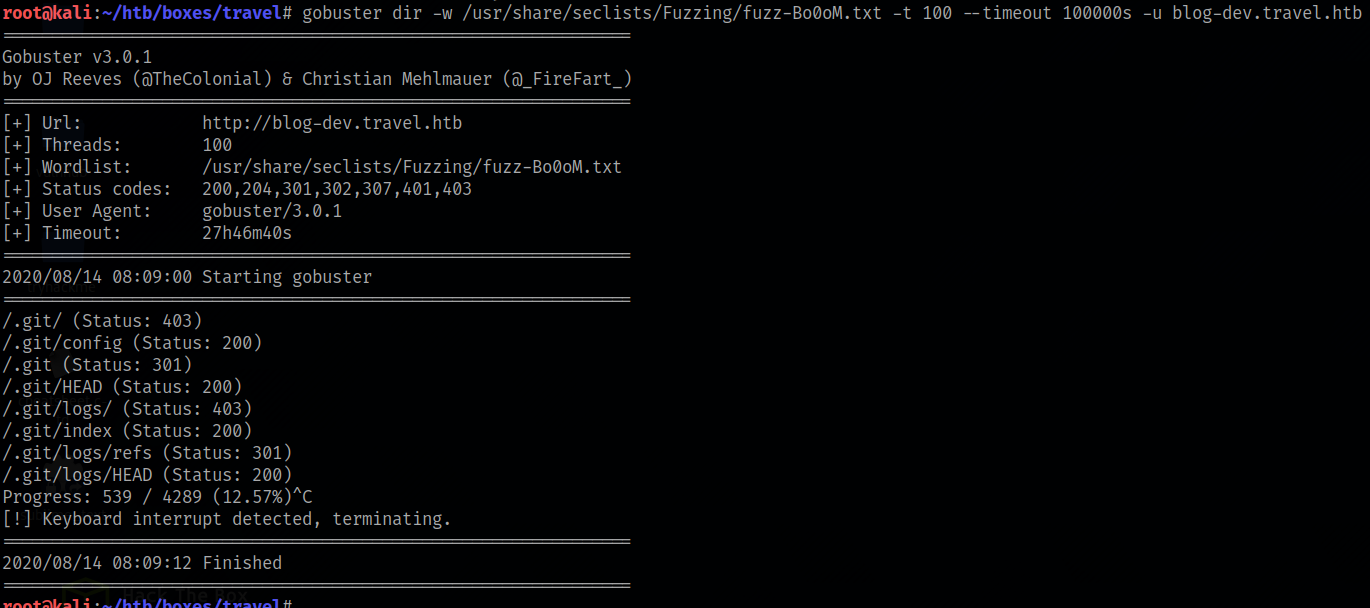 root@kali:~/htb/boxes/travel# gobuster dir -w /usr/share/seclists/Fuzzing/fuzz-Bo0oM.txt -t 100 --timeout 100000s -u blog-dev.travel.htb
===============================================================
Gobuster v3.0.1
by OJ Reeves (@TheColonial) & Christian Mehlmauer (@_FireFart_)
===============================================================
[+] Url:            http://blog-dev.travel.htb
[+] Threads:        100
[+] Wordlist:       /usr/share/seclists/Fuzzing/fuzz-Bo0oM.txt
[+] Status codes:   200,204,301,302,307,401,403
[+] User Agent:     gobuster/3.0.1
[+] Timeout:        27h46m40s
===============================================================
2020/08/14 08:09:00 Starting gobuster
===============================================================
/.git/ (Status: 403)
/.git/config (Status: 200)
/.git (Status: 301)
/.git/HEAD (Status: 200)
/.git/logs/ (Status: 403)
/.git/index (Status: 200)
/.git/logs/refs (Status: 301)
/.git/logs/HEAD (Status: 200)
Progress: 539 / 4289 (12.57%)^C
[!] Keyboard interrupt detected, terminating.
===============================================================
2020/08/14 08:09:12 Finished
===============================================================
root@kali:~/htb/boxes/travel#